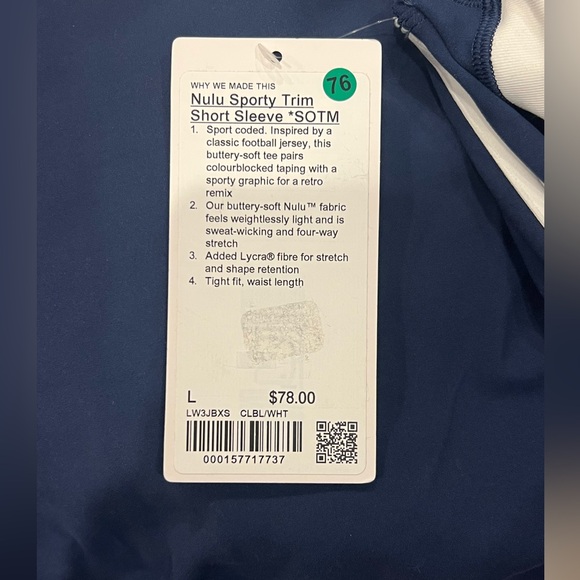 WHY WE MADE THIS
76
Nulu Sporty Trim
Short Sleeve *SOTM
1. Sport coded. Inspired by a
classic football jersey, this
buttery-soft tee pairs
colourblocked taping with a
sporty graphic for a retro
remix
2. Our buttery-soft Nulu™ fabric
feels weightlessly light and is
sweat-wicking and four-way
stretch
3. Added Lycra® fibre for stretch
and shape retention
4. Tight fit, waist length
L $78.00
LW3JBXS CLBL/WHT
000157717737